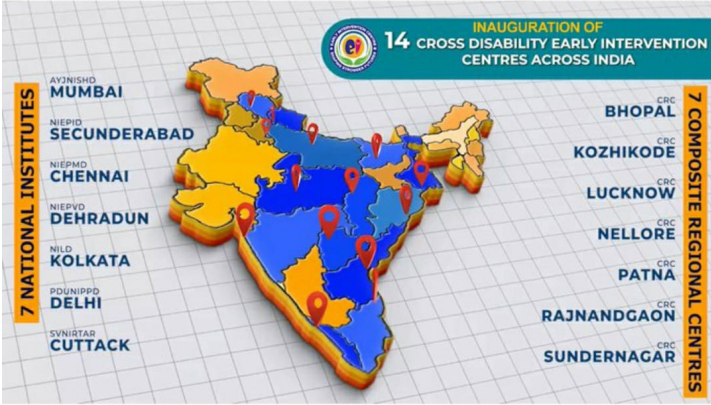 INAUGURATION OF
14 CROSS DISABILITY EARLY INTERVENTION
CENTRES ACROSS INDIA
7 NATIONAL INSTITUTES
AYJNISHD
MUMBAI
NIEPID
SECUNDERABAD
NIEPMD
CHENNAI
NIEPVD
DEHRADUN
NILD
KOLKATA
PDUNIPPD
DELHI
SVNIRTAR
CUTTACK
7 COMPOSITE REGIONAL CENTRES
CRC
BHOPAL
CRC
KOZHIKODE
CRC
LUCKNOW
CRC
NELLORE
CRC
PATNA
CRC
RAJNANDGAON
CRC
SUNDERNAGAR